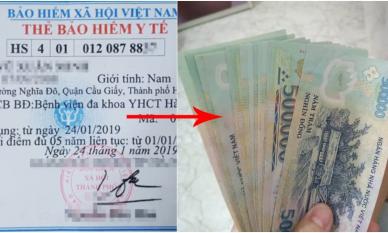 BẢO HIỂM XÃ HỘI VIỆT NAM
THẺ BẢO HIỂM Y TẾ
HS 4 01 012 087 88
Giới tính: Nam
ường Nghĩa Đô, Quận Cầu Giấy, Thành phố H
CB BĐ:Bệnh viện đa khoa YHCT Hà
Mã: 0
ụng: từ ngày 24/01/2019
i điểm đủ 05 năm liên tục: từ 01/01
Ngày 24 tháng 1 năm 2019
500000
NĂM TRĂM
NGHÌN ĐỒNG
NGÂN HÀNG NHÀ NƯỚC VIỆT NAM